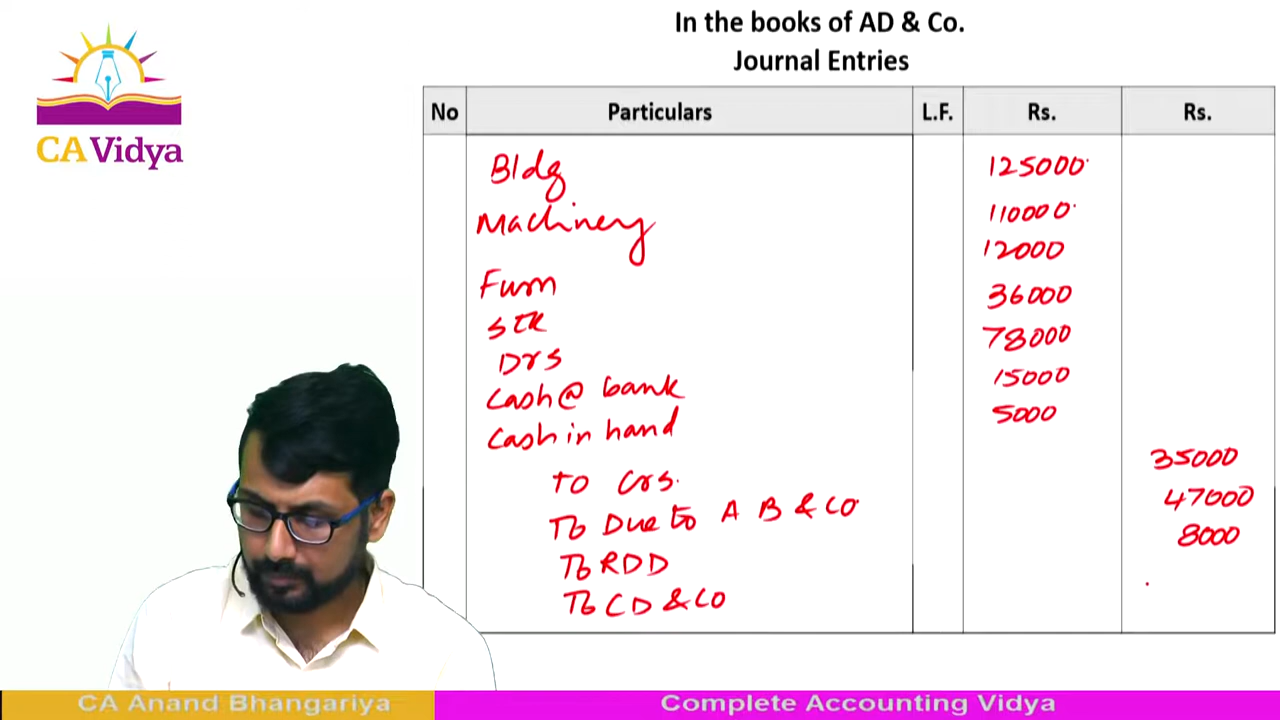 In the books of AD & Co.
Journal Entries
CA Vidya
No Particulars L.F. Rs. Rs.
Bldg 125000
Machinery 110000
12000
Furn 36000
Stk 78000
Drs 15000
Cash@ bank 5000
Cash in hand
To Crs. 35000
To Due to A B & Co 47000
To RDD 8000
To CD & Co
CA Anand Bhangariya Complete Accounting Vidya